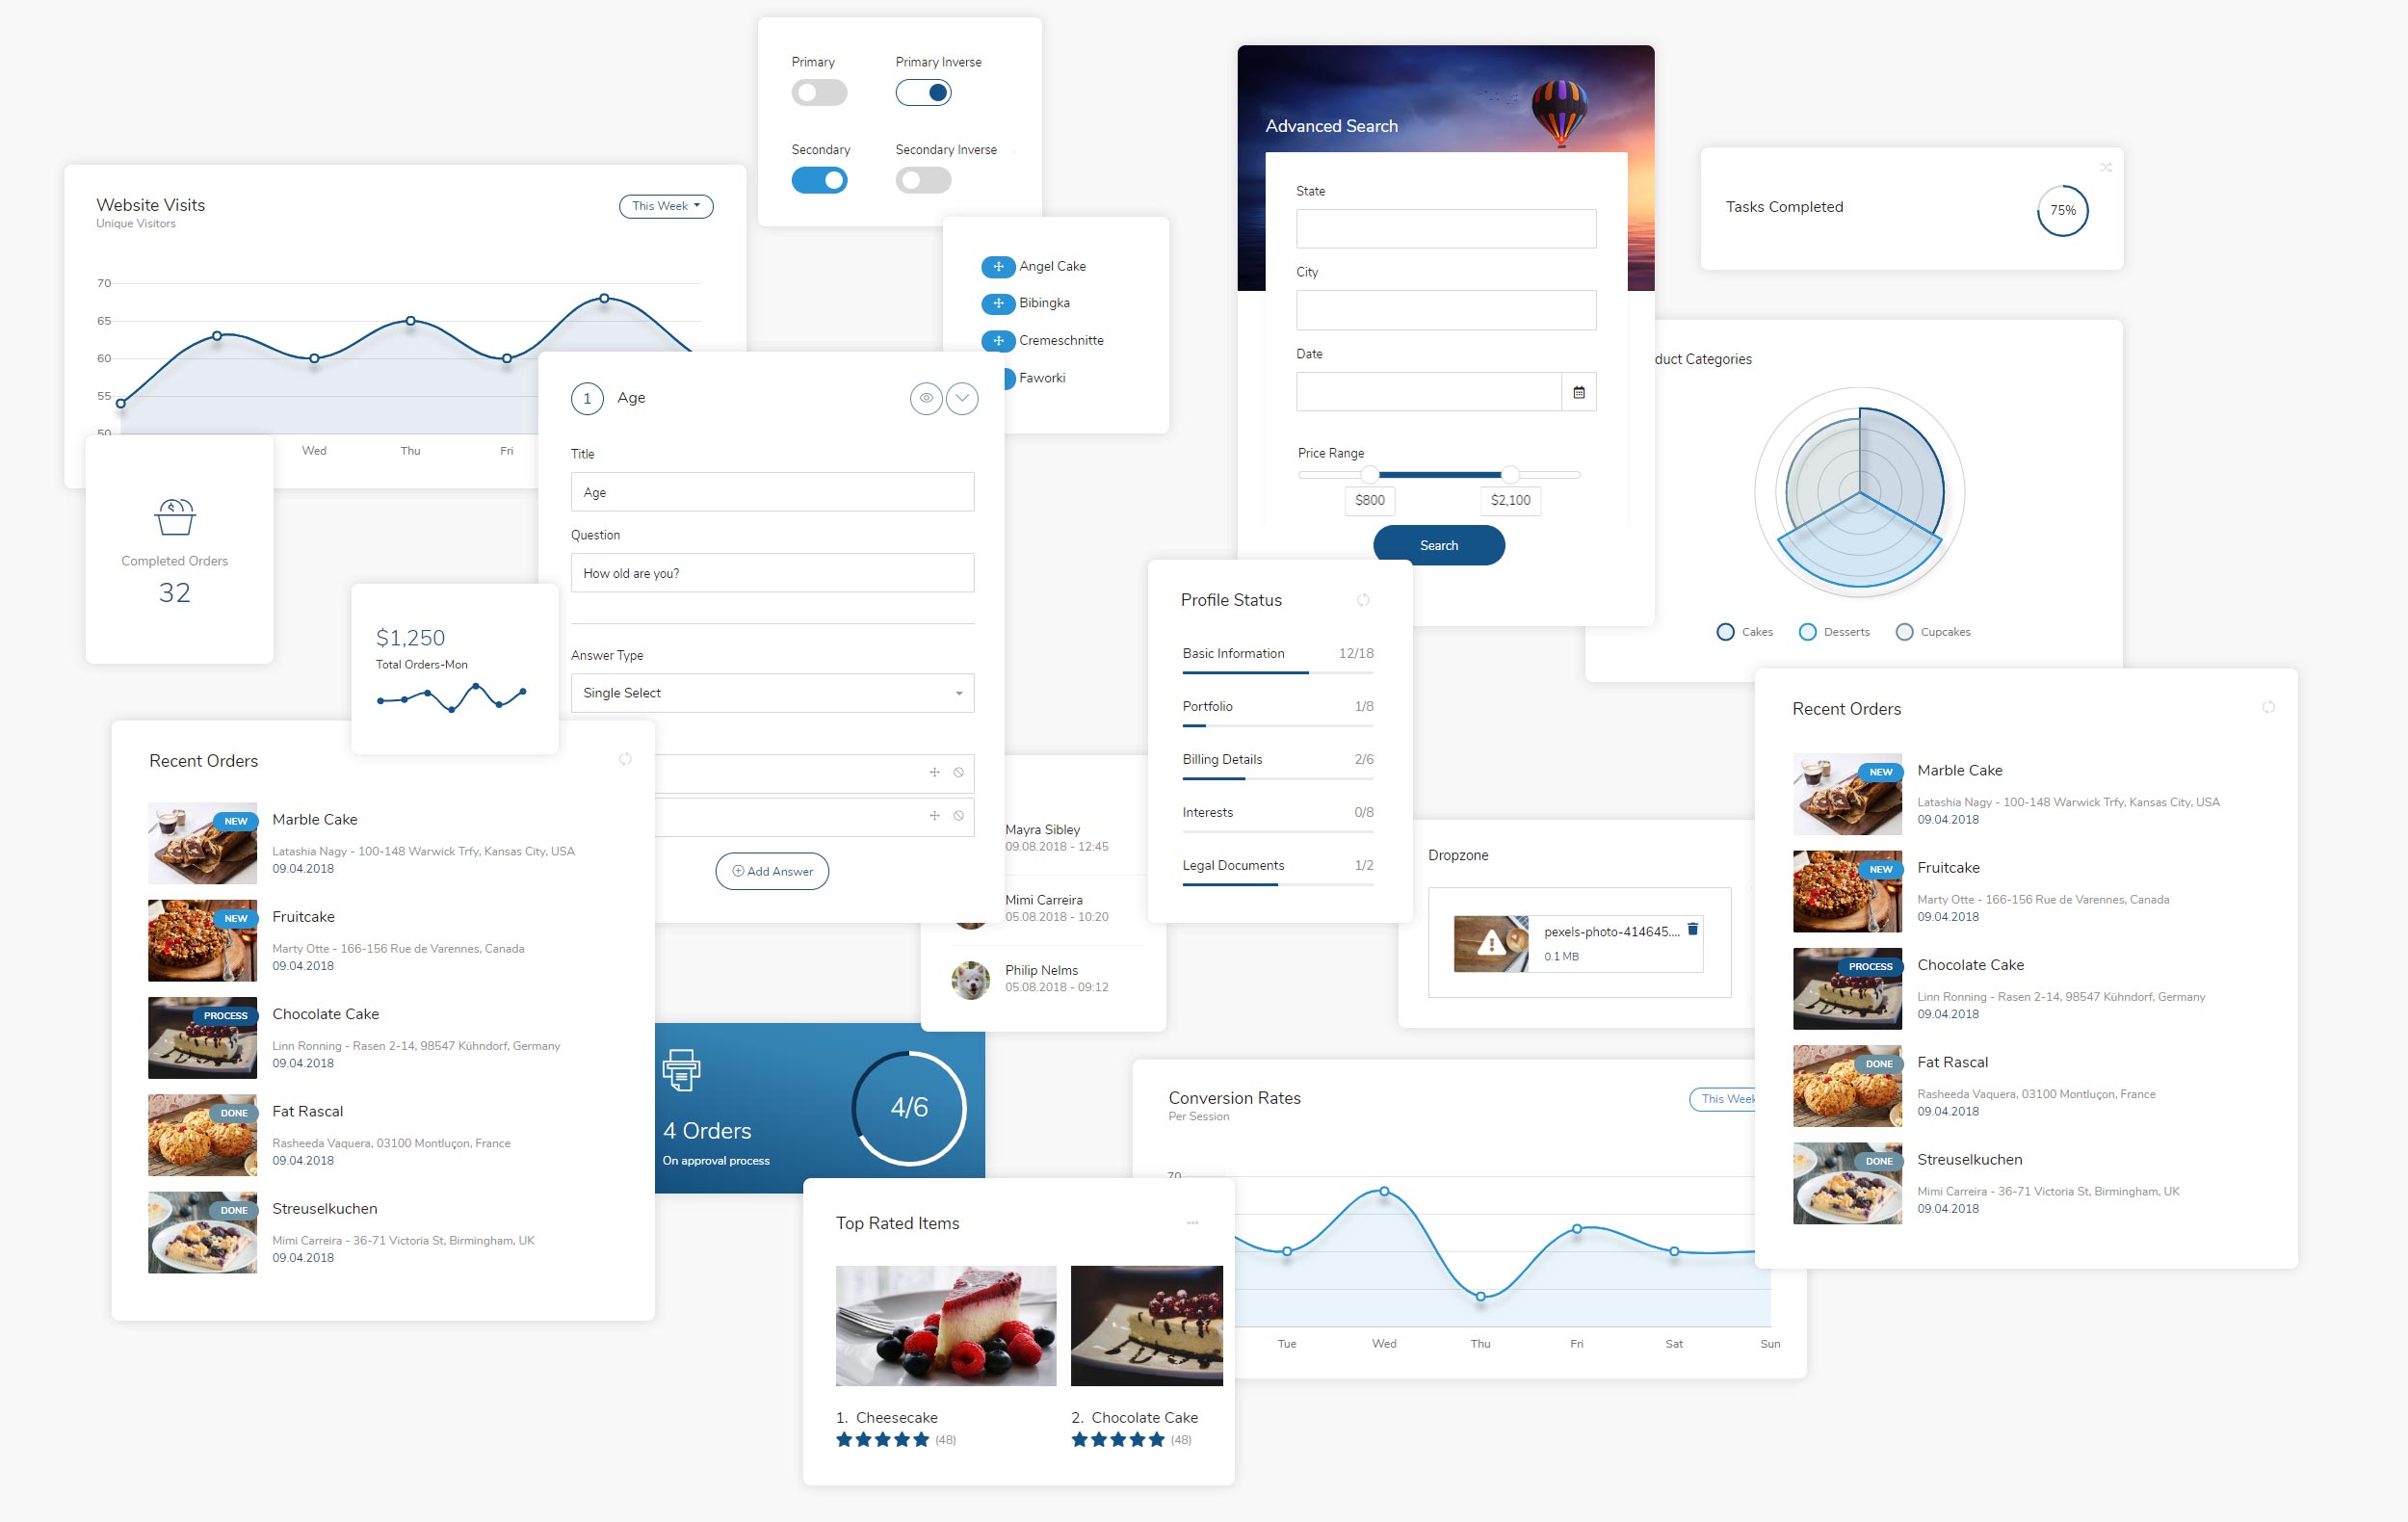 Primary
Primary Inverse
Secondary
Secondary Inverse
Website Visits
Unique Visitors
This Week
70
65
60
55
50
Wed
Thu
Fri
Angel Cake
Bibingka
Cremeschnitte
Faworki
Advanced Search
State
City
Date
Price Range
$800
$2,100
Search
Tasks Completed
75%
duct Categories
Cakes
Desserts
Cupcakes
1
Age
Title
Age
Question
How old are you?
Answer Type
Single Select
Add Answer
Completed Orders
32
$1,250
Total Orders-Mon
Profile Status
Basic Information
12/18
Portfolio
1/8
Billing Details
2/6
Interests
0/8
Legal Documents
1/2
Recent Orders
NEW
Marble Cake
Latashia Nagy - 100-148 Warwick Trfy, Kansas City, USA
09.04.2018
NEW
Fruitcake
Marty Otte - 166-156 Rue de Varennes, Canada
09.04.2018
PROCESS
Chocolate Cake
Linn Ronning - Rasen 2-14, 98547 Kühndorf, Germany
09.04.2018
DONE
Fat Rascal
Rasheeda Vaquera, 03100 Montluçon, France
09.04.2018
DONE
Streuselkuchen
Mimi Carreira - 36-71 Victoria St, Birmingham, UK
09.04.2018
Mayra Sibley
09.08.2018 - 12:45
Mimi Carreira
05.08.2018 - 10:20
Philip Nelms
05.08.2018 - 09:12
Dropzone
pexels-photo-414645....
0.1 MB
Recent Orders
NEW
Marble Cake
Latashia Nagy - 100-148 Warwick Trfy, Kansas City, USA
09.04.2018
NEW
Fruitcake
Marty Otte - 166-156 Rue de Varennes, Canada
09.04.2018
PROCESS
Chocolate Cake
Linn Ronning - Rasen 2-14, 98547 Kühndorf, Germany
09.04.2018
DONE
Fat Rascal
Rasheeda Vaquera, 03100 Montluçon, France
09.04.2018
DONE
Streuselkuchen
Mimi Carreira - 36-71 Victoria St, Birmingham, UK
09.04.2018
4/6
4 Orders
On approval process
Conversion Rates
Per Session
This Week
70
Tue
Wed
Thu
Fri
Sat
Sun
Top Rated Items
1. Cheesecake
(48)
2. Chocolate Cake
(48)